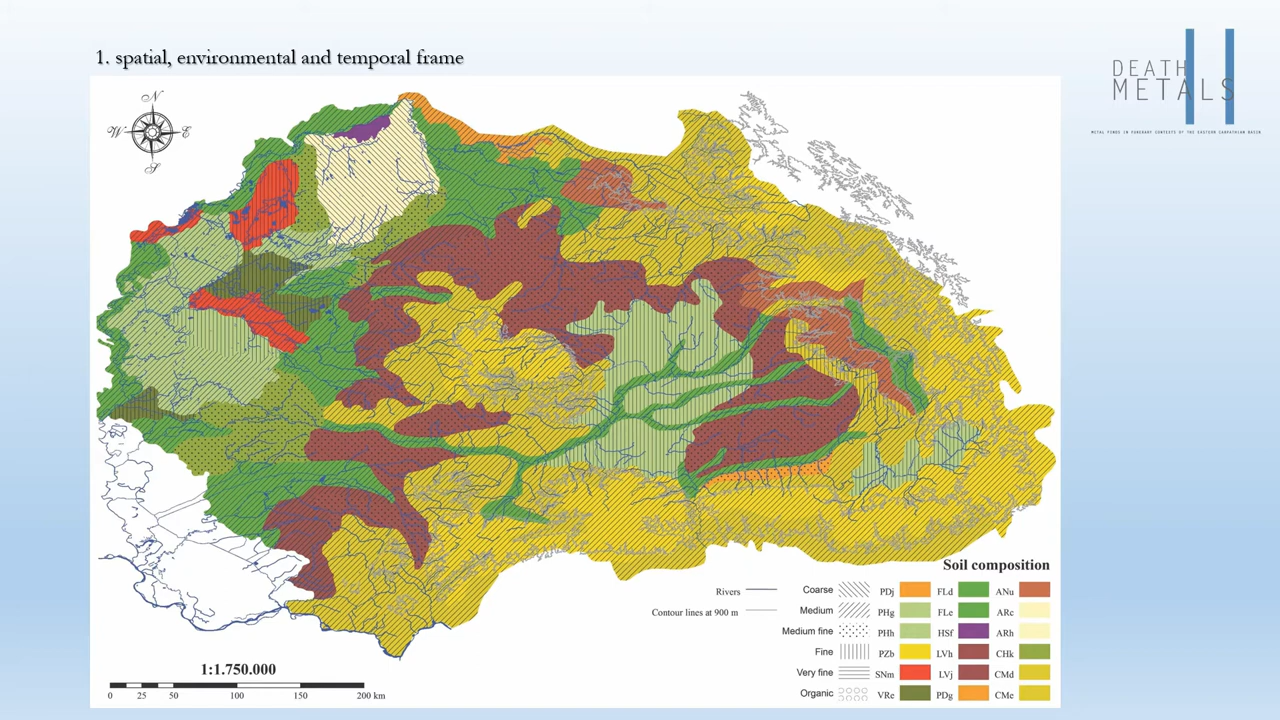 1. spatial, environmental and temporal frame
DEATH
METALS
METAL FINDS IN FUNERARY CONTEXTS OF THE EASTERN CARPATHIAN BASIN
N
W
E
S
Soil composition
Rivers
Contour lines at 900 m
Coarse
Medium
Medium fine
Fine
Very fine
Organic
PDj
PHg
PHh
PZb
SNm
VRe
FLd
FLe
HSf
LVh
LVj
PDg
ANu
ARc
ARh
CHk
CMd
CMe
1:1.750.000
0 25 50 100 150 200 km